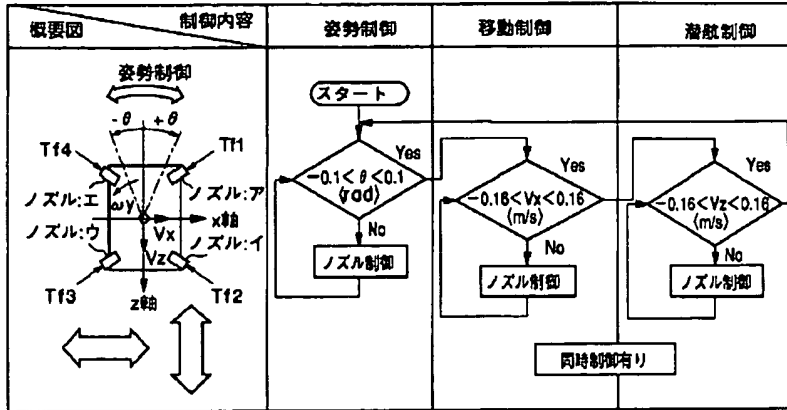 制御内容
概要図
姿勢制御
移動制御
潜航制御
姿勢制御
-θ
+θ
Tf4
Tf1
ノズル:エ
ノズル:ア
ωy
x軸
ノズル:ウ
Vx
ノズル:イ
Vz
Tf3
z軸
Tf2
スタート
Yes
-0.1<θ<0.1
(rad)
No
ノズル制御
Yes
-0.16<Vx<0.16
(m/s)
No
ノズル制御
Yes
-0.16<Vz<0.16
(m/s)
No
ノズル制御
同時制御有り